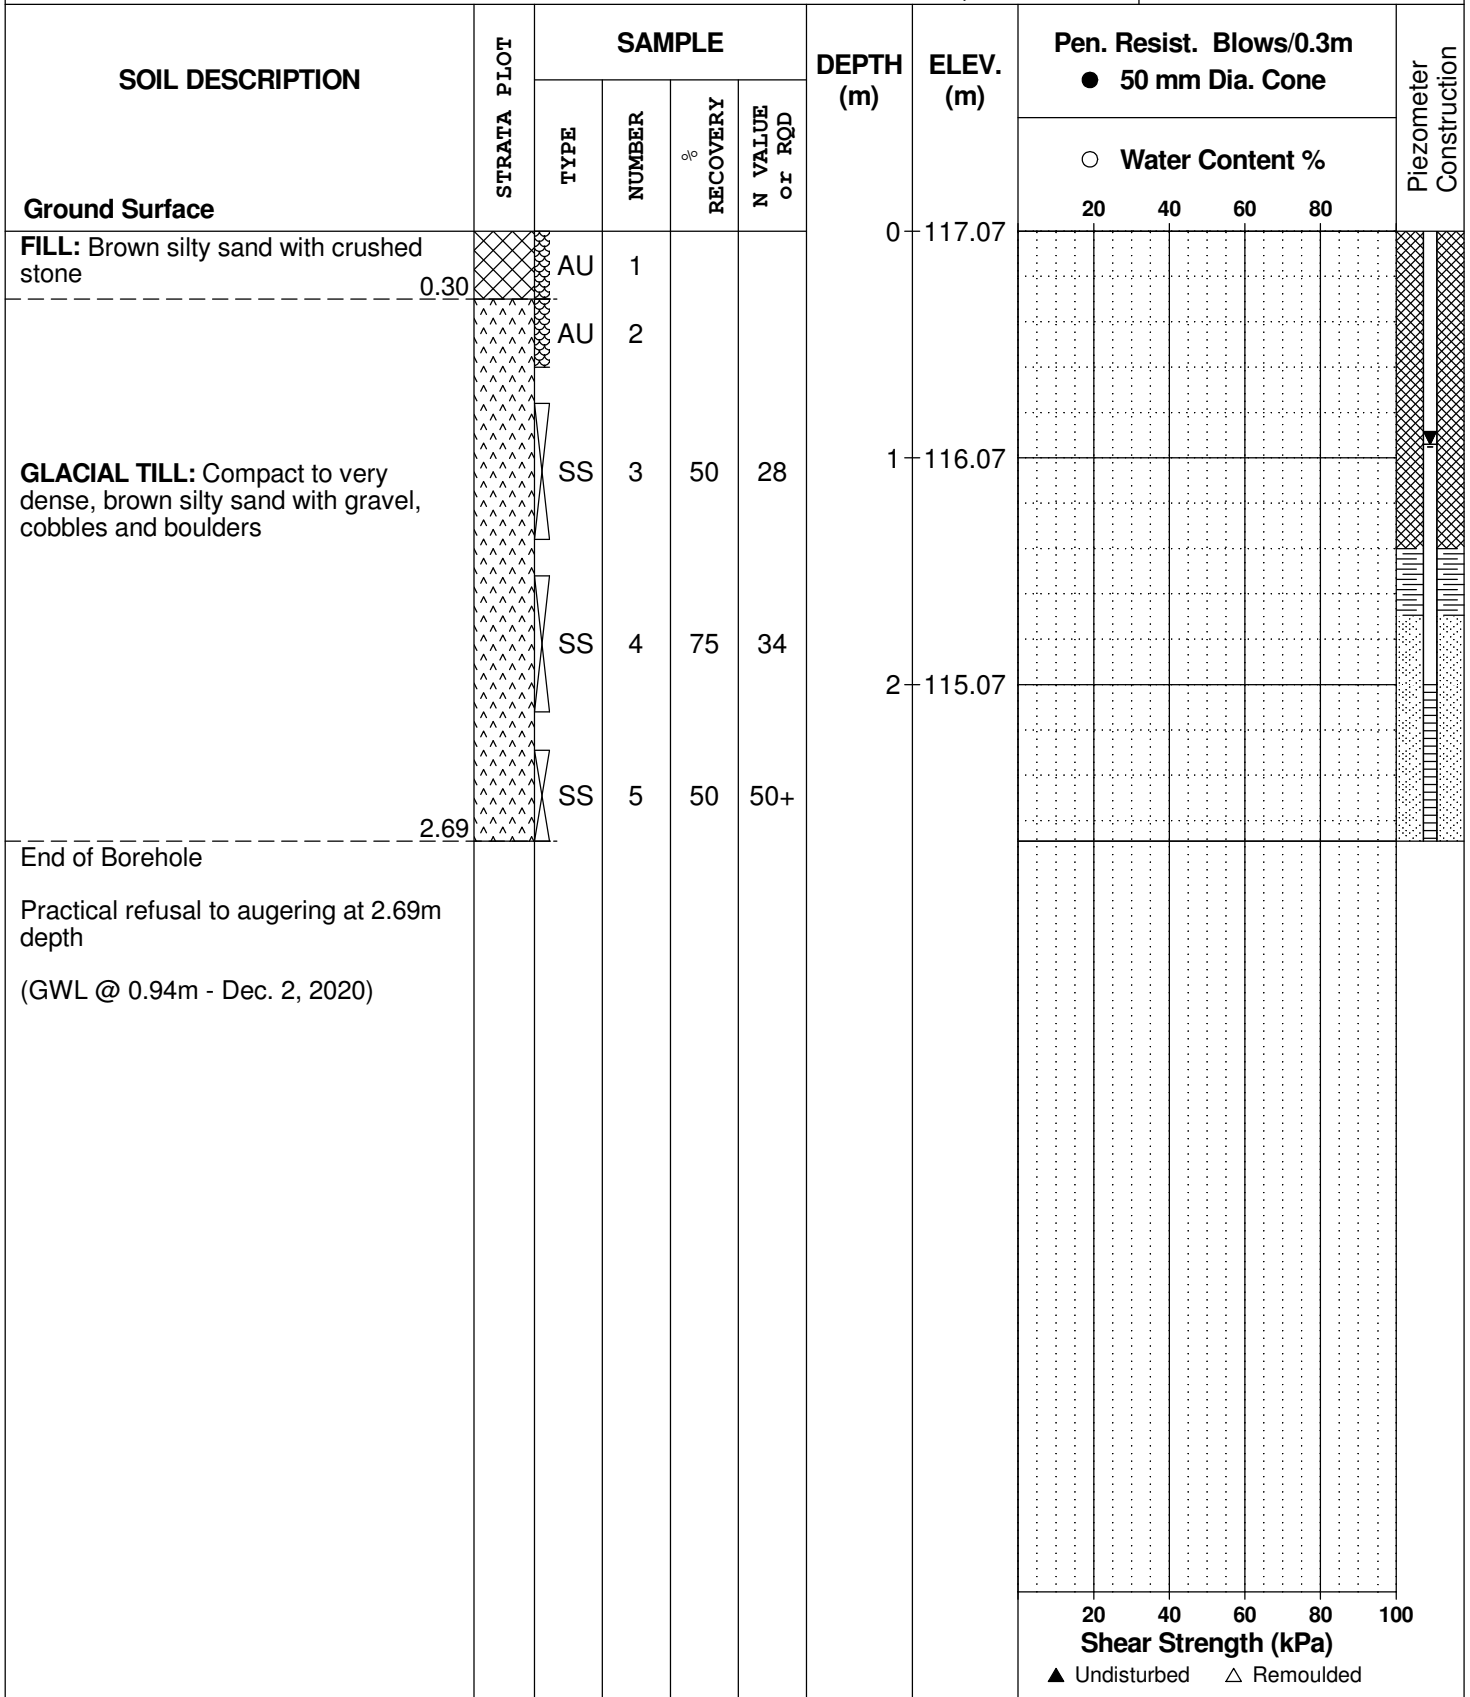 SOIL DESCRIPTION
Ground Surface
STRATA PLOT
SAMPLE
TYPE
NUMBER
%
RECOVERY
N VALUE
or RQD
DEPTH
(m)
ELEV.
(m)
Pen. Resist. Blows/0.3m
● 50 mm Dia. Cone
○ Water Content %
20 40 60 80
Piezometer
Construction
0 117.07
FILL: Brown silty sand with crushed
stone
0.30
AU 1
AU 2
GLACIAL TILL: Compact to very
dense, brown silty sand with gravel,
cobbles and boulders
SS 3 50 28
1 116.07
SS 4 75 34
2 115.07
SS 5 50 50+
2.69
End of Borehole
Practical refusal to augering at 2.69m
depth
(GWL @ 0.94m - Dec. 2, 2020)
20 40 60 80 100
Shear Strength (kPa)
▲ Undisturbed △ Remoulded